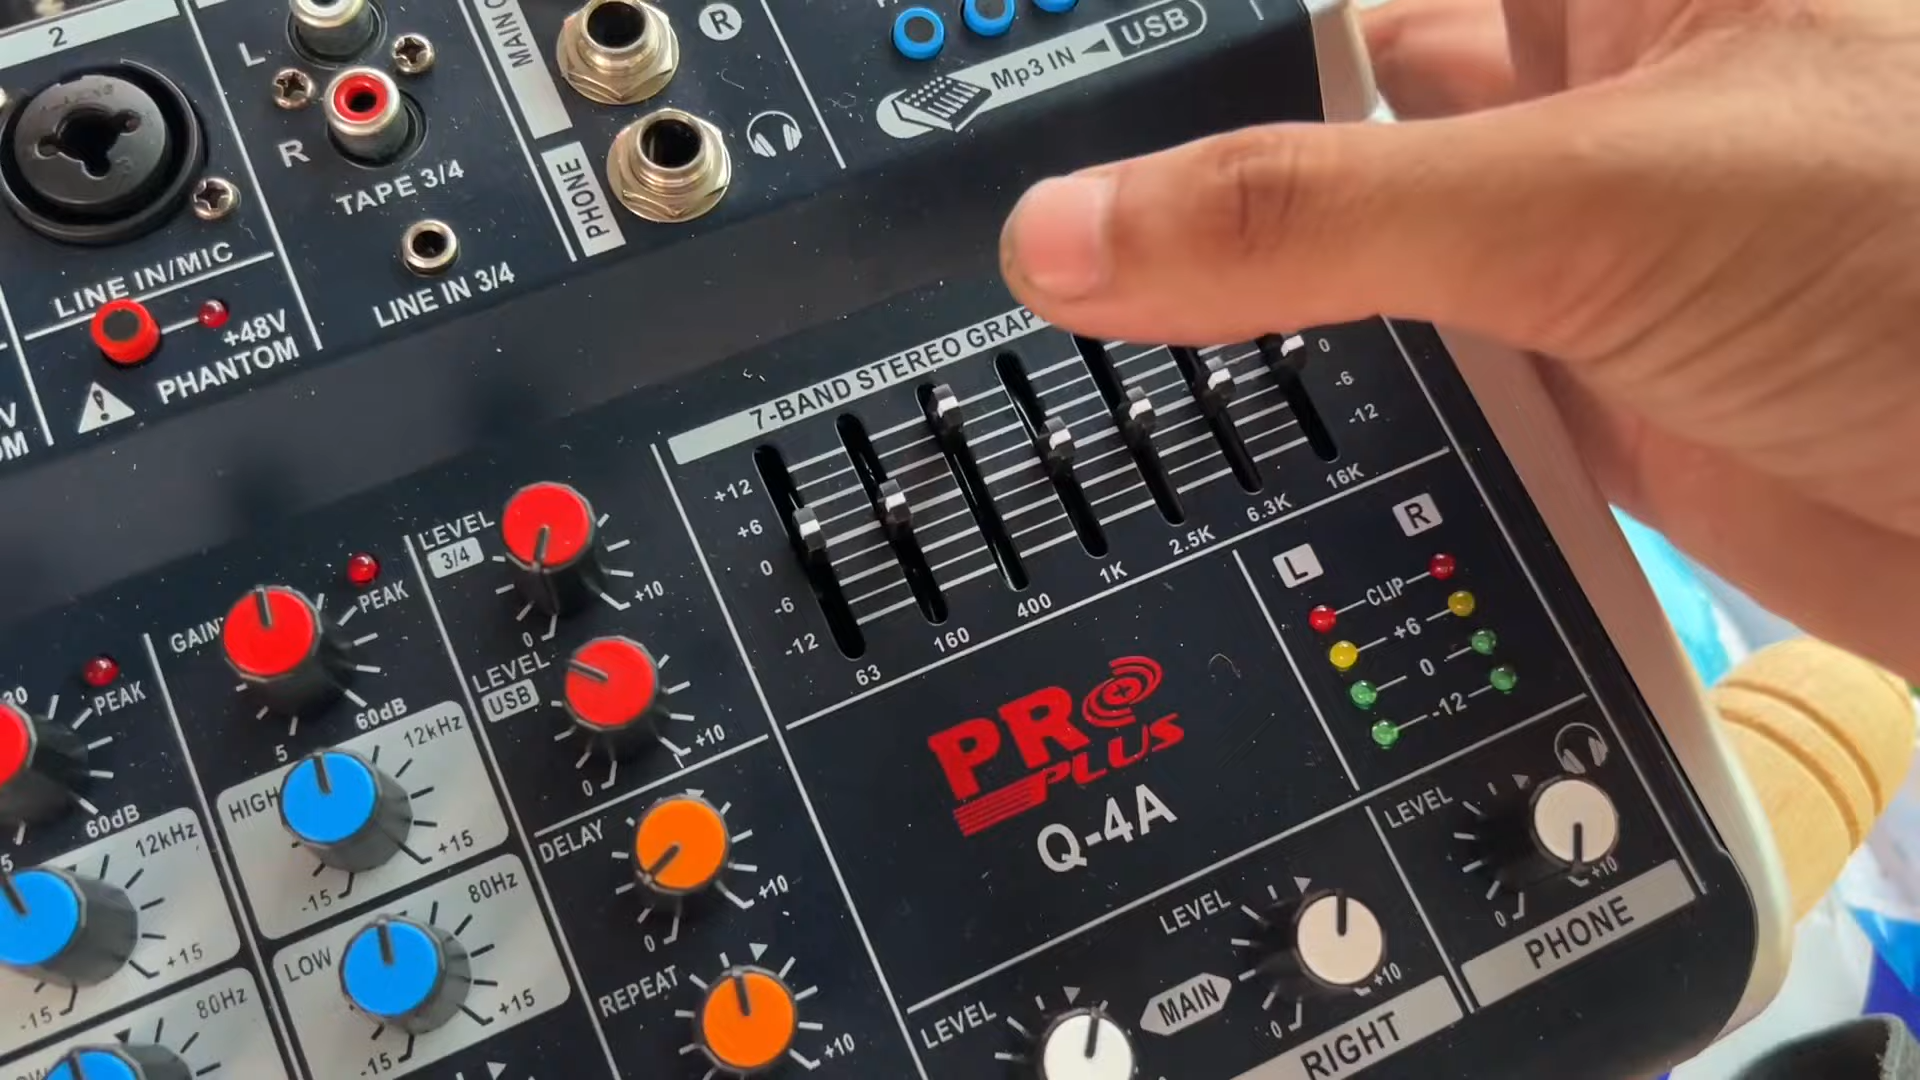 2
L
R
TAPE 3/4
LINE IN 3/4
R
PHONE
Mp3 IN
USB
LINE IN/MIC
+48V
PHANTOM
7-BAND STEREO
+12
+6
0
-6
-12
0
-6
-12
63
160
400
1K
2.5K
6.3K
16K
L
R
CLIP
+6
0
-12
PRO
PLUS
Q-4A
LEVEL
3/4
0
+10
LEVEL
USB
0
+10
GAIN
PEAK
5
60dB
PEAK
60dB
HIGH
12kHz
-15
+15
12kHz
-15
+15
LOW
80Hz
-15
+15
80Hz
DELAY
0
+10
REPEAT
+10
LEVEL
MAIN
LEVEL
0
+10
RIGHT
LEVEL
0
+10
PHONE